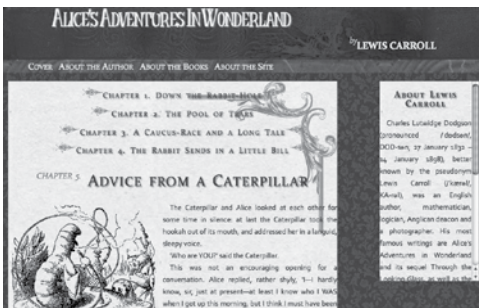 ALICE'S ADVENTURES IN WONDERLAND
by LEWIS CARROLL
COVER ABOUT THE AUTHOR ABOUT THE BOOKS ABOUT THE SITE
CHAPTER 1. DOWN THE RABBIT-HOLE
CHAPTER 2. THE POOL OF TEARS
CHAPTER 3. A CAUCUS-RACE AND A LONG TALE
CHAPTER 4. THE RABBIT SENDS IN A LITTLE BILL
CHAPTER 5. ADVICE FROM A CATERPILLAR
The Caterpillar and Alice looked at each other for
some time in silence: at last the Caterpillar took the
hookah out of its mouth, and addressed her in a languid,
sleepy voice.
'Who are YOU?' said the Caterpillar.
This was not an encouraging opening for a
conversation. Alice replied, rather shyly, 'I—I hardly
know, sir, just at present—at least I know who I WAS
when I got up this morning, but I think I must have been
ABOUT LEWIS
CARROLL
Charles Lutwidge Dodgson
(pronounced
27 January 1832 –
14 January 1898), better
known by the pseudonym
Lewis Carroll
was an English
author, mathematician,
logician, Anglican deacon and
a photographer. His most
famous writings are Alice's
Adventures in Wonderland
and its sequel Through the
Looking-Glass, as well as the